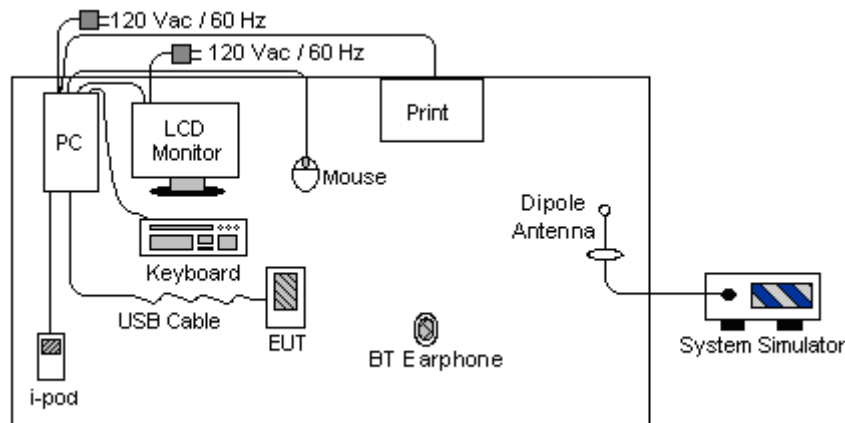 120 Vac / 60 Hz
120 Vac / 60 Hz
PC
LCD
Monitor
Print
Mouse
Dipole
Antenna
Keyboard
USB Cable
EUT
BT Earphone
System Simulator
i-pod